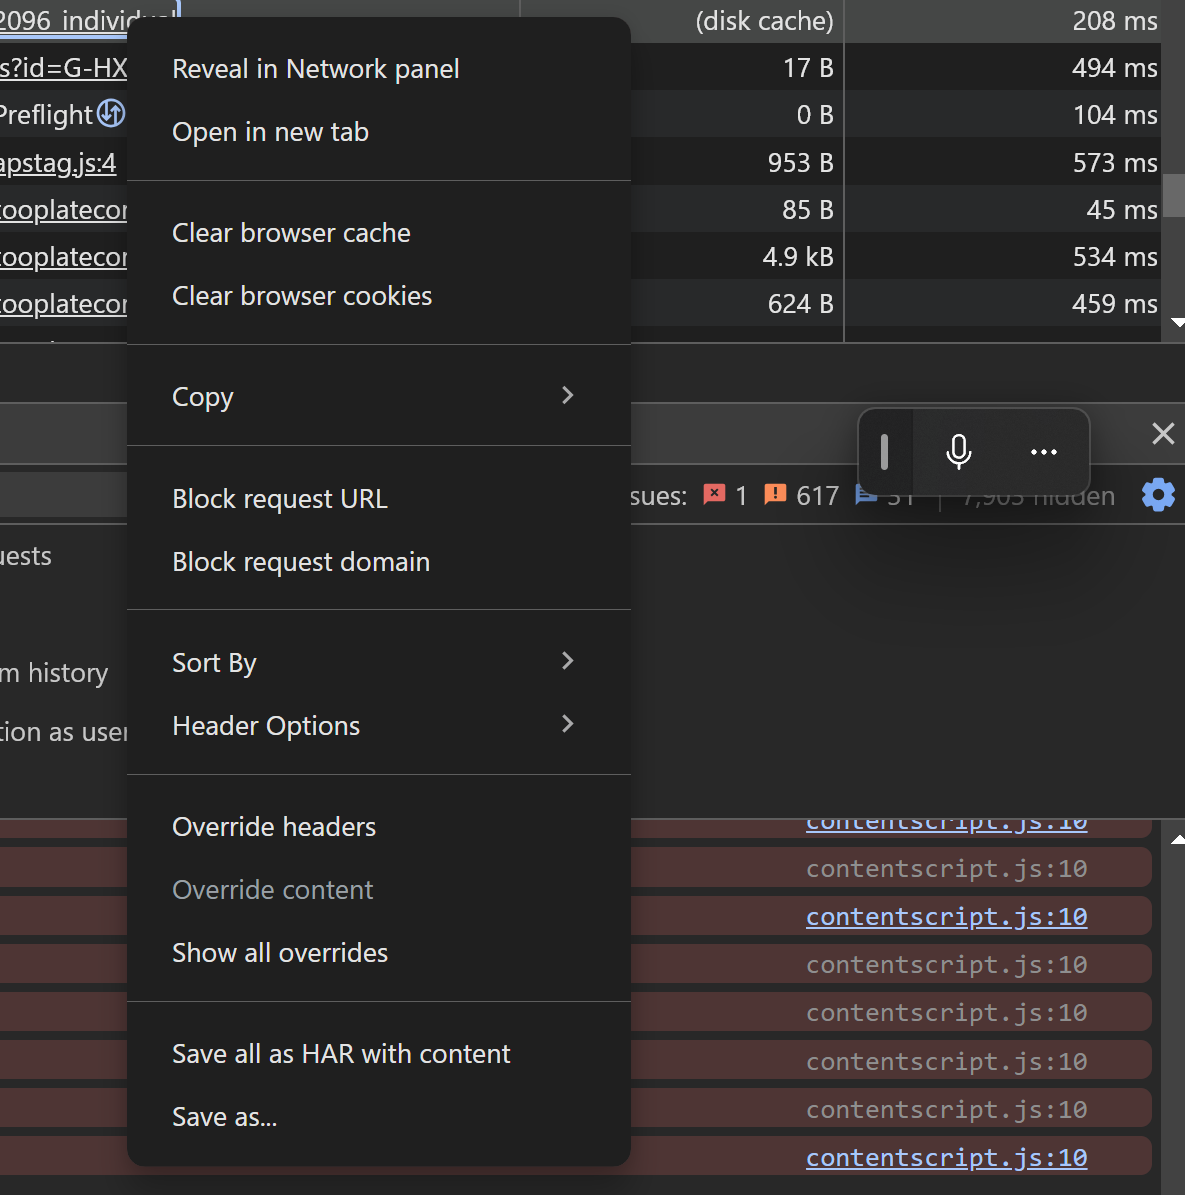 2096 individual (disk cache) 208 ms
s?id=G-HX 17 B 494 ms
Preflight 0 B 104 ms
apstag.js:4 953 B 573 ms
tooplatecor 85 B 45 ms
tooplatecor 4.9 kB 534 ms
tooplatecor 624 B 459 ms
Reveal in Network panel
Open in new tab
Clear browser cache
Clear browser cookies
Copy
Block request URL
Block request domain
Sort By
Header Options
Override headers
Override content
Show all overrides
Save all as HAR with content
Save as...
sues: 1 617 31 7,903 hidden
uests
m history
tion as user
contentscript.js:10
contentscript.js:10
contentscript.js:10
contentscript.js:10
contentscript.js:10
contentscript.js:10
contentscript.js:10
contentscript.js:10